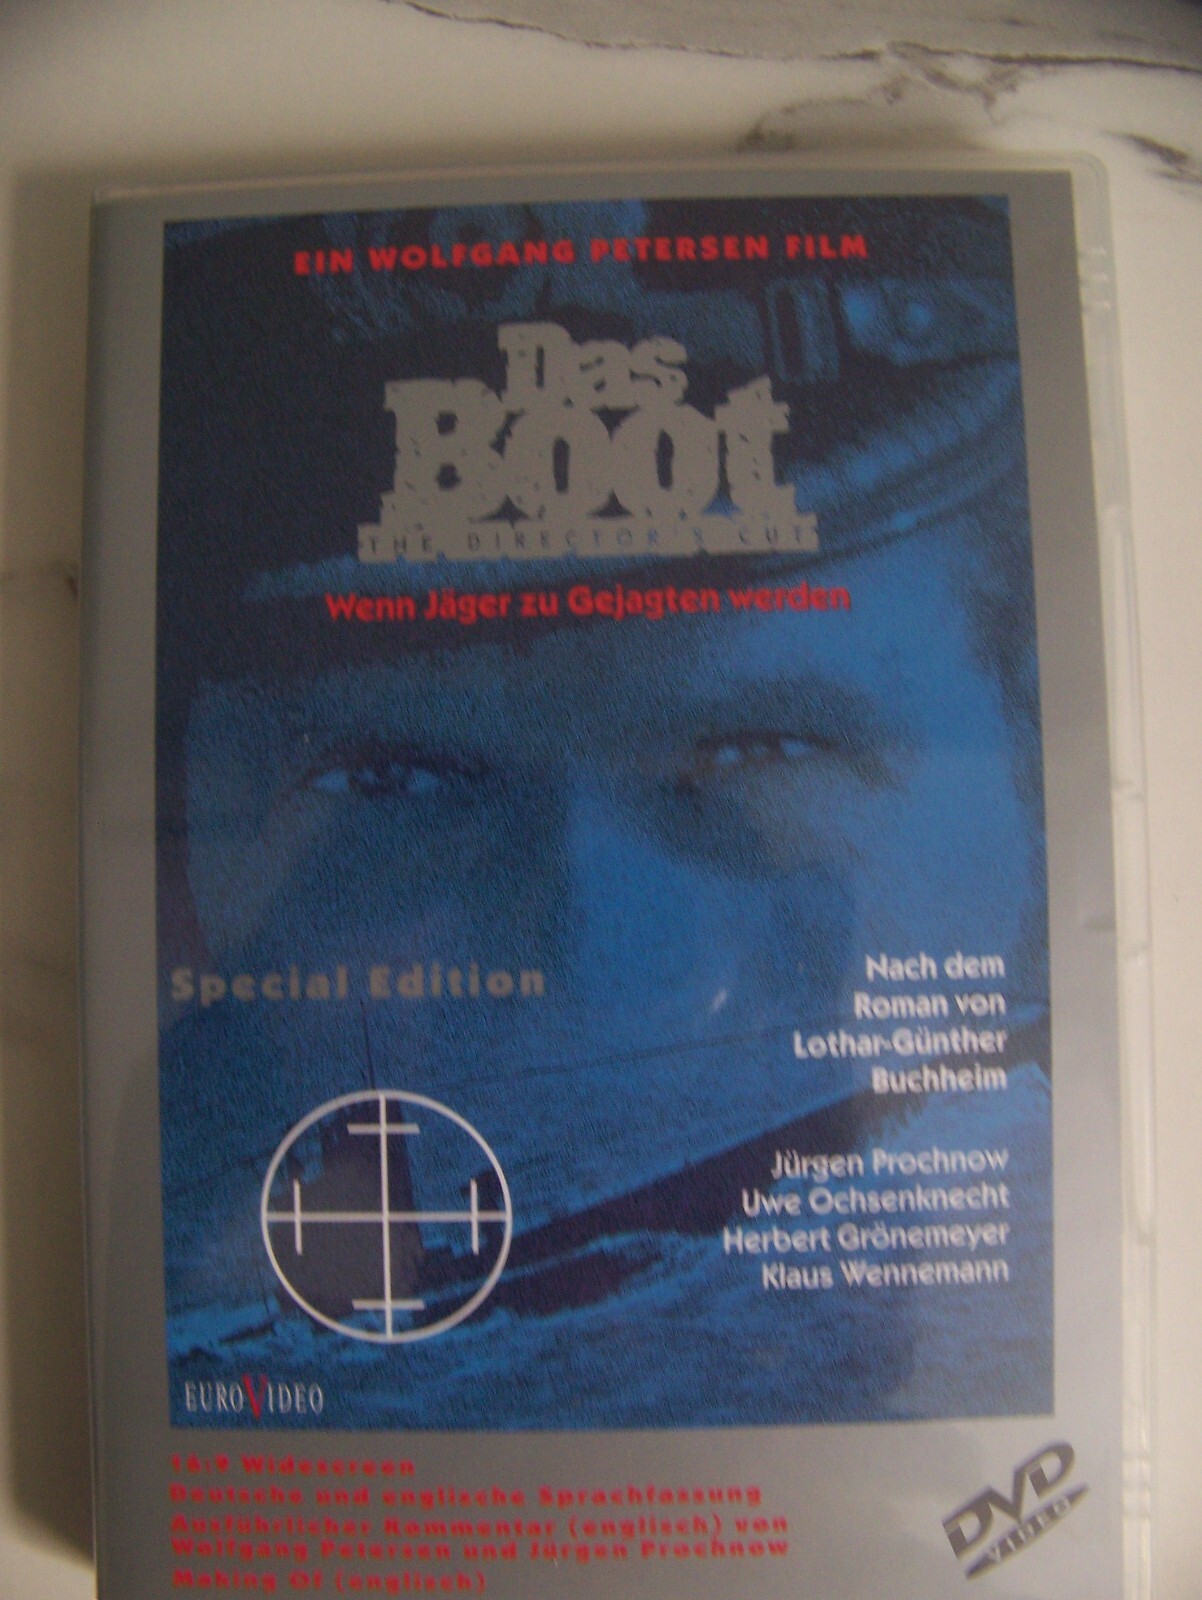 EIN WOLFGANG PETERSEN FILM
Das
Boot
THE DIRECTOR'S CUT
Wenn Jäger zu Gejagten werden
Special Edition
Nach dem
Roman von
Lothar-Günther
Buchheim
Jürgen Prochnow
Uwe Ochsenknecht
Herbert Grönemeyer
Klaus Wennemann
EUROVIDEO
16:9 Widescreen
Deutsche und englische Sprachfassung
Ausführlicher Kommentar (englisch) von
Wolfgang Petersen und Jürgen Prochnow
Making Of (englisch)
DVD
VIDEO